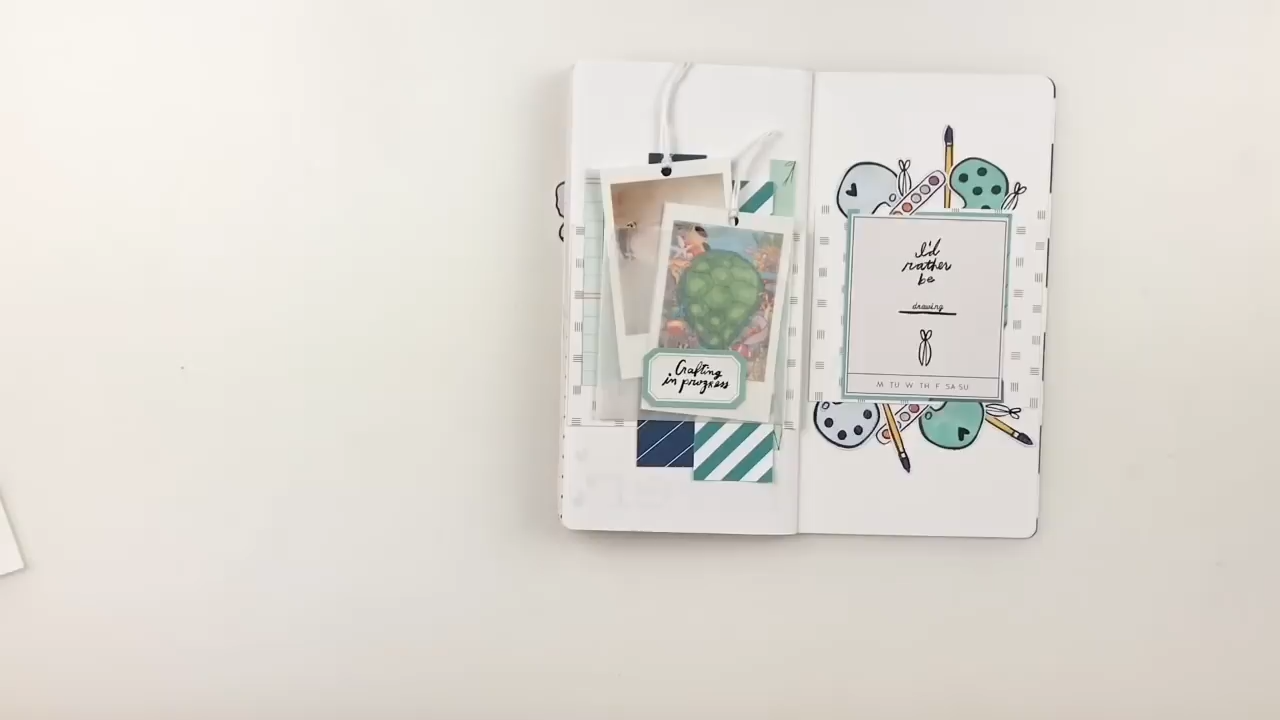 Crafting
in progress
I'd
rather
be
drawing
M TU W TH F SA SU